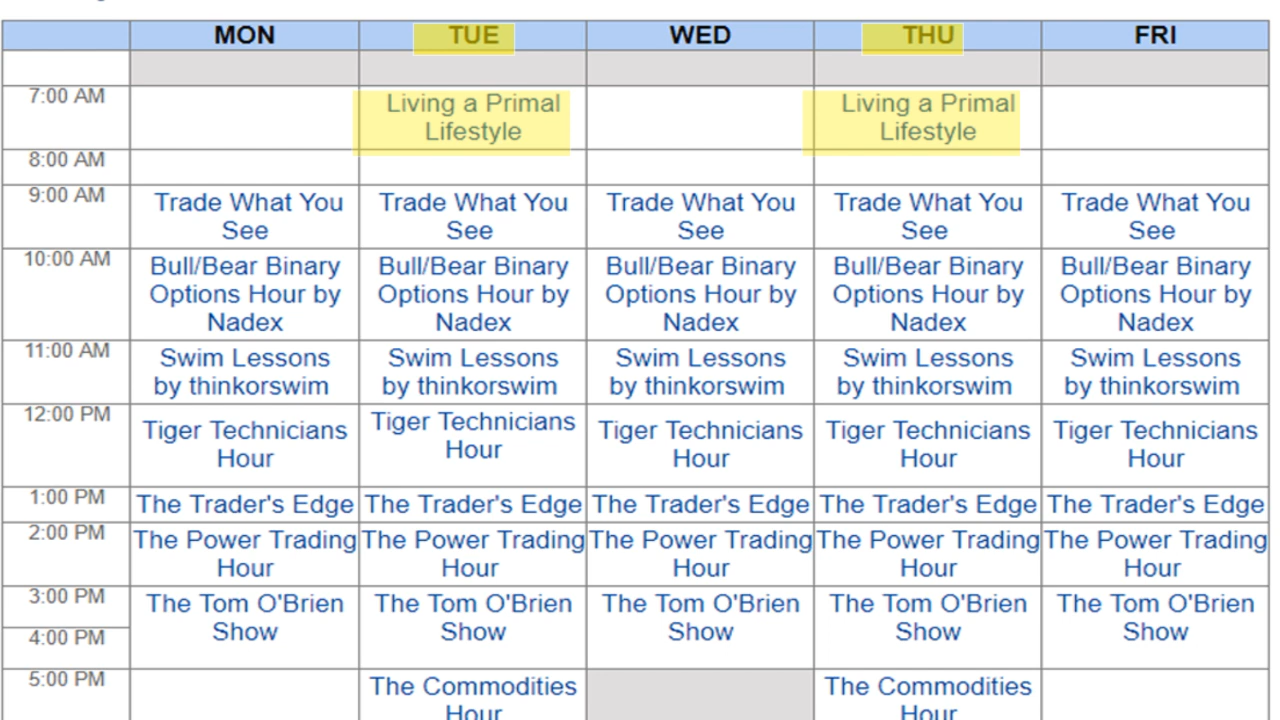 MON TUE WED THU FRI
7:00 AM Living a Primal Lifestyle Living a Primal Lifestyle
8:00 AM
9:00 AM Trade What You See Trade What You See Trade What You See Trade What You See Trade What You See
10:00 AM Bull/Bear Binary Options Hour by Nadex Bull/Bear Binary Options Hour by Nadex Bull/Bear Binary Options Hour by Nadex Bull/Bear Binary Options Hour by Nadex Bull/Bear Binary Options Hour by Nadex
11:00 AM Swim Lessons by thinkorswim Swim Lessons by thinkorswim Swim Lessons by thinkorswim Swim Lessons by thinkorswim Swim Lessons by thinkorswim
12:00 PM Tiger Technicians Hour Tiger Technicians Hour Tiger Technicians Hour Tiger Technicians Hour Tiger Technicians Hour
1:00 PM The Trader's Edge The Trader's Edge The Trader's Edge The Trader's Edge The Trader's Edge
2:00 PM The Power Trading Hour The Power Trading Hour The Power Trading Hour The Power Trading Hour The Power Trading Hour
3:00 PM The Tom O'Brien Show The Tom O'Brien Show The Tom O'Brien Show The Tom O'Brien Show The Tom O'Brien Show
4:00 PM
5:00 PM The Commodities Hour The Commodities Hour